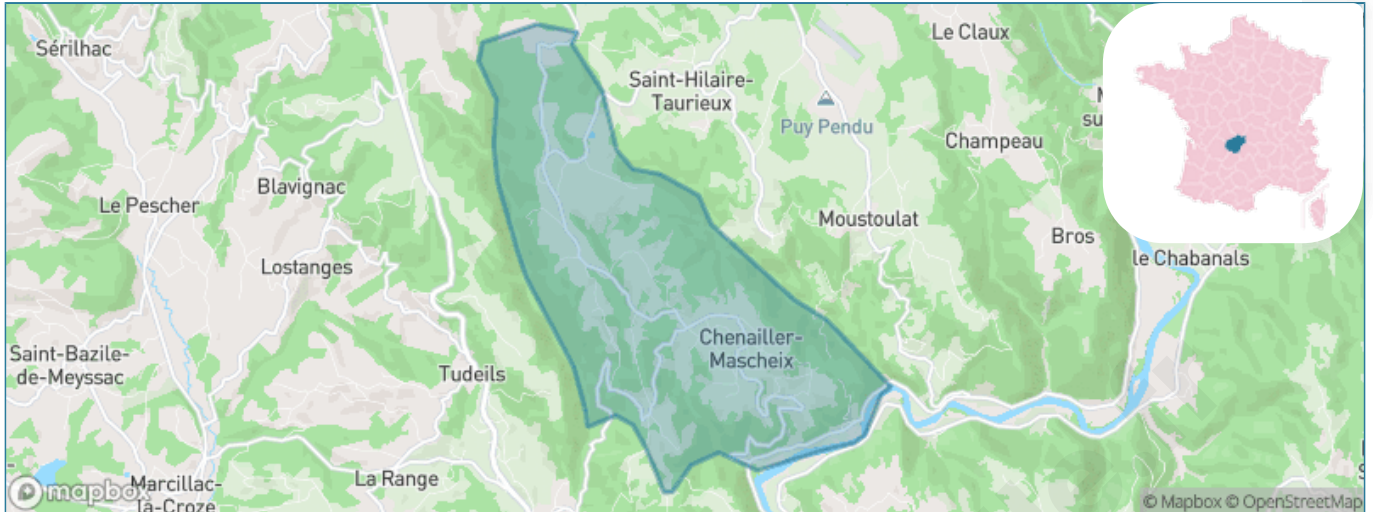 Sérilhac
Le Claux
Saint-Hilaire-
Taurieux
Puy Pendu
Champeau
Blavignac
Le Pescher
Moustoulat
Bros
le Chabanals
Lostanges
Chenailler-
Mascheix
Saint-Bazile-
de-Meyssac
Tudeils
La Range
Marcillac-
la-Croze
mapbox
© Mapbox © OpenStreetMap